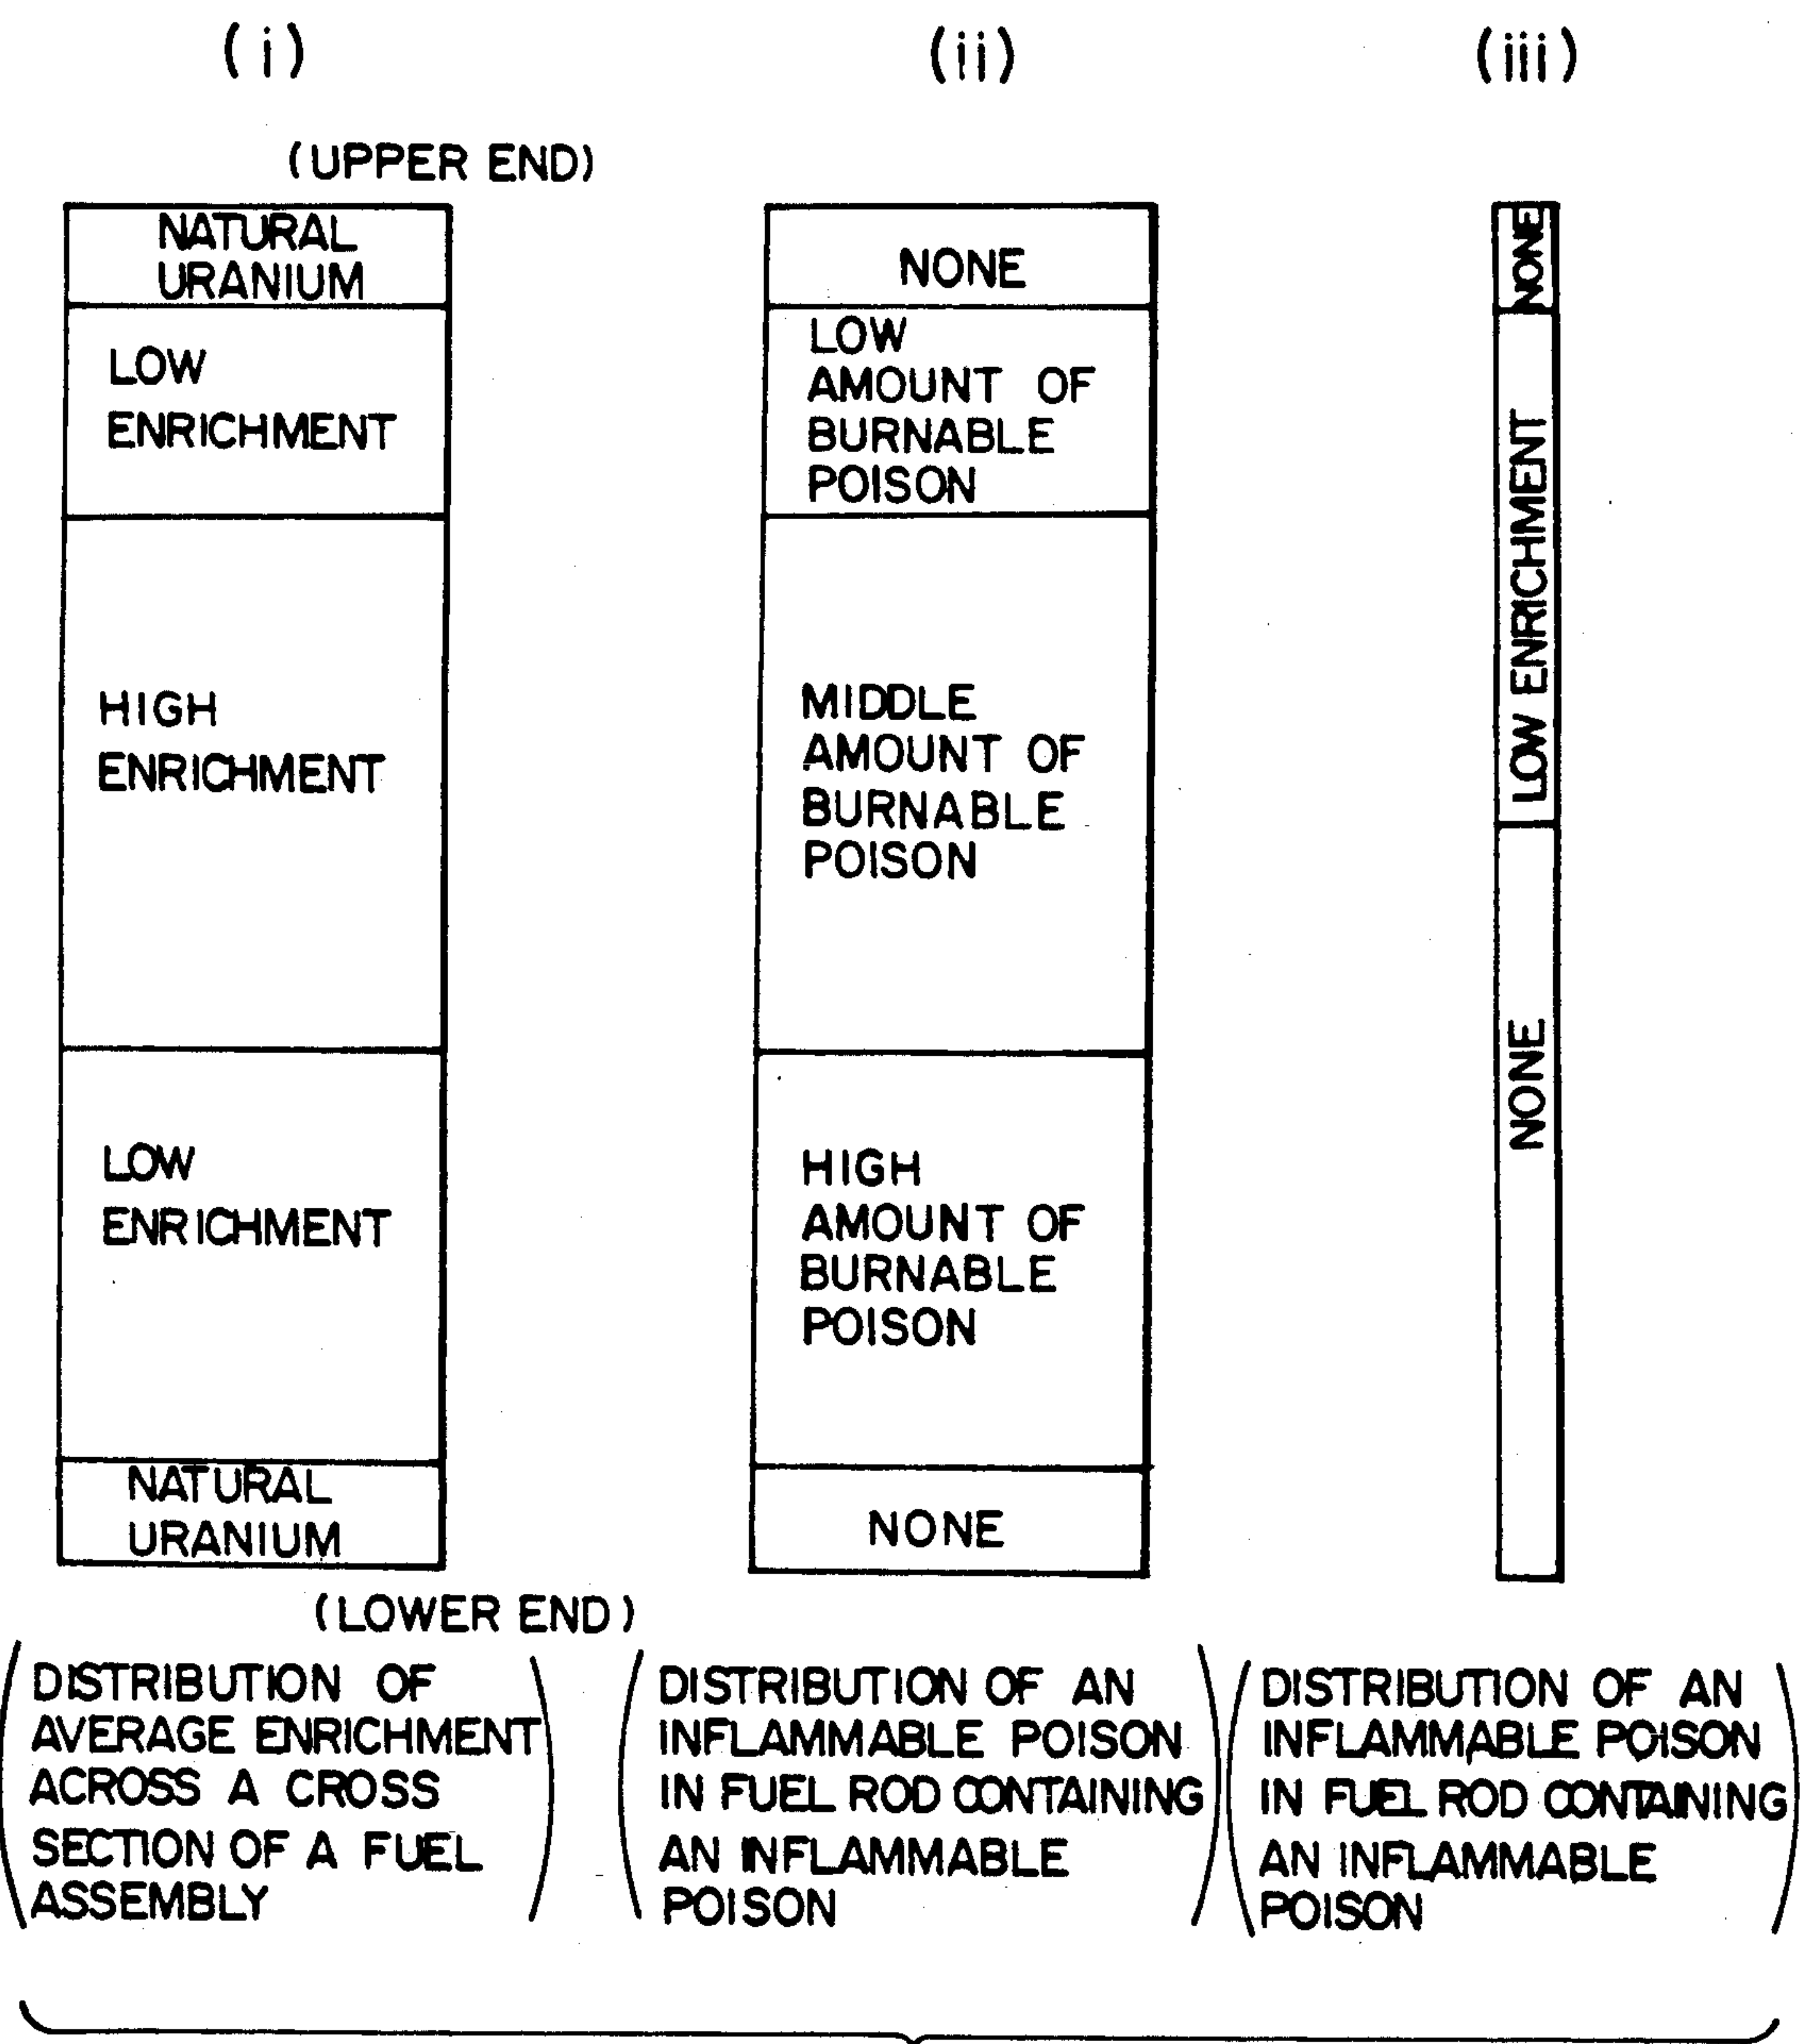 (i)
(ii)
(iii)
(UPPER END)
NATURAL
URANIUM
LOW
ENRICHMENT
HIGH
ENRICHMENT
LOW
ENRICHMENT
NATURAL
URANIUM
(LOWER END)
NONE
LOW
AMOUNT OF
BURNABLE
POISON
MIDDLE
AMOUNT OF
BURNABLE
POISON
HIGH
AMOUNT OF
BURNABLE
POISON
NONE
NONE
LOW ENRICHMENT
NONE
(DISTRIBUTION OF
AVERAGE ENRICHMENT
ACROSS A CROSS
SECTION OF A FUEL
ASSEMBLY)
(DISTRIBUTION OF AN
INFLAMMABLE POISON
IN FUEL ROD CONTAINING
AN INFLAMMABLE
POISON)
(DISTRIBUTION OF AN
INFLAMMABLE POISON
IN FUEL ROD CONTAINING
AN INFLAMMABLE
POISON)